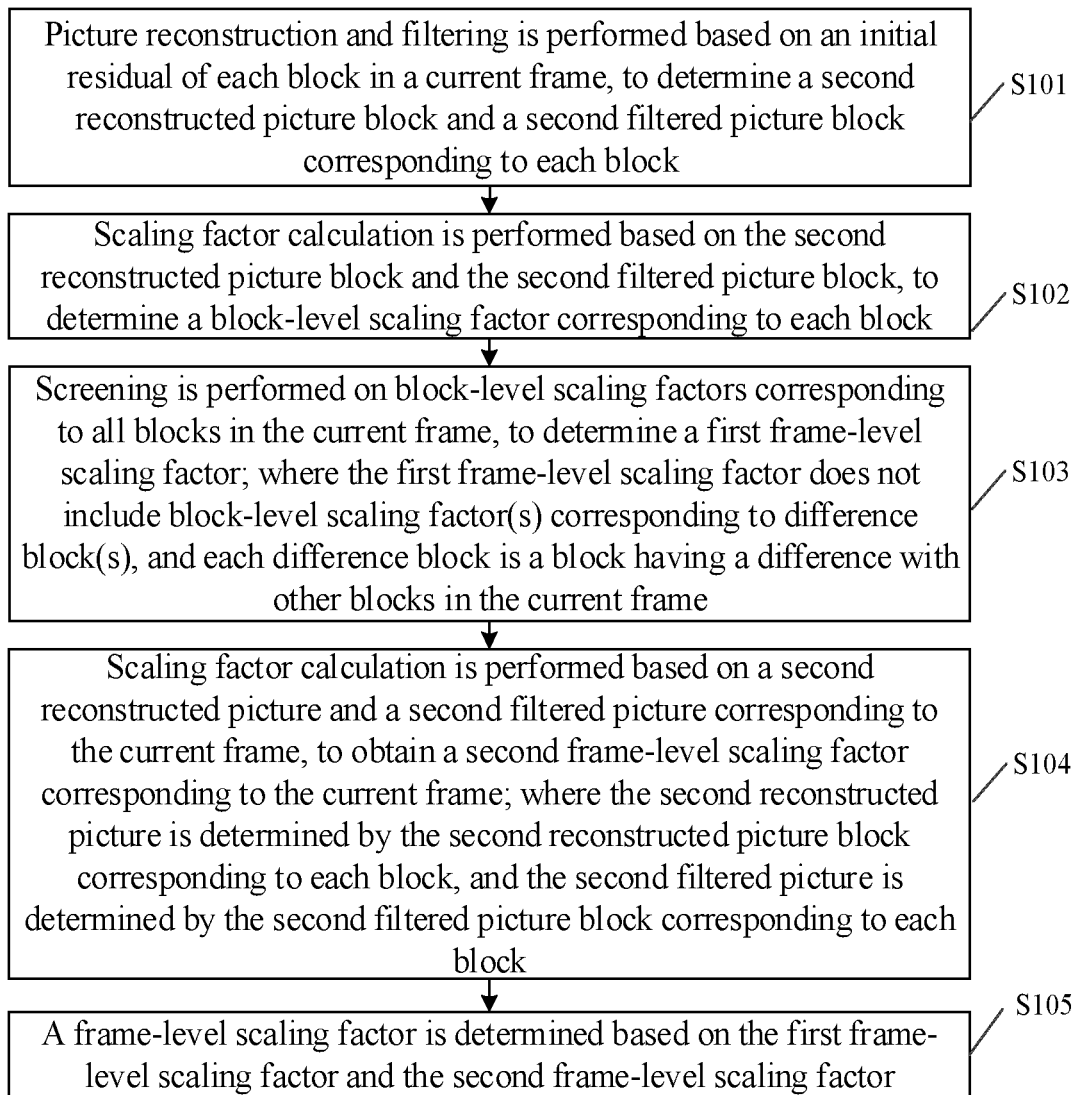 Picture reconstruction and filtering is performed based on an initial
residual of each block in a current frame, to determine a second
reconstructed picture block and a second filtered picture block
corresponding to each block
S101
Scaling factor calculation is performed based on the second
reconstructed picture block and the second filtered picture block, to
determine a block-level scaling factor corresponding to each block
S102
Screening is performed on block-level scaling factors corresponding
to all blocks in the current frame, to determine a first frame-level
scaling factor; where the first frame-level scaling factor does not
include block-level scaling factor(s) corresponding to difference
block(s), and each difference block is a block having a difference with
other blocks in the current frame
S103
Scaling factor calculation is performed based on a second
reconstructed picture and a second filtered picture corresponding to
the current frame, to obtain a second frame-level scaling factor
corresponding to the current frame; where the second reconstructed
picture is determined by the second reconstructed picture block
corresponding to each block, and the second filtered picture is
determined by the second filtered picture block corresponding to each
block
S104
A frame-level scaling factor is determined based on the first frame-
level scaling factor and the second frame-level scaling factor
S105